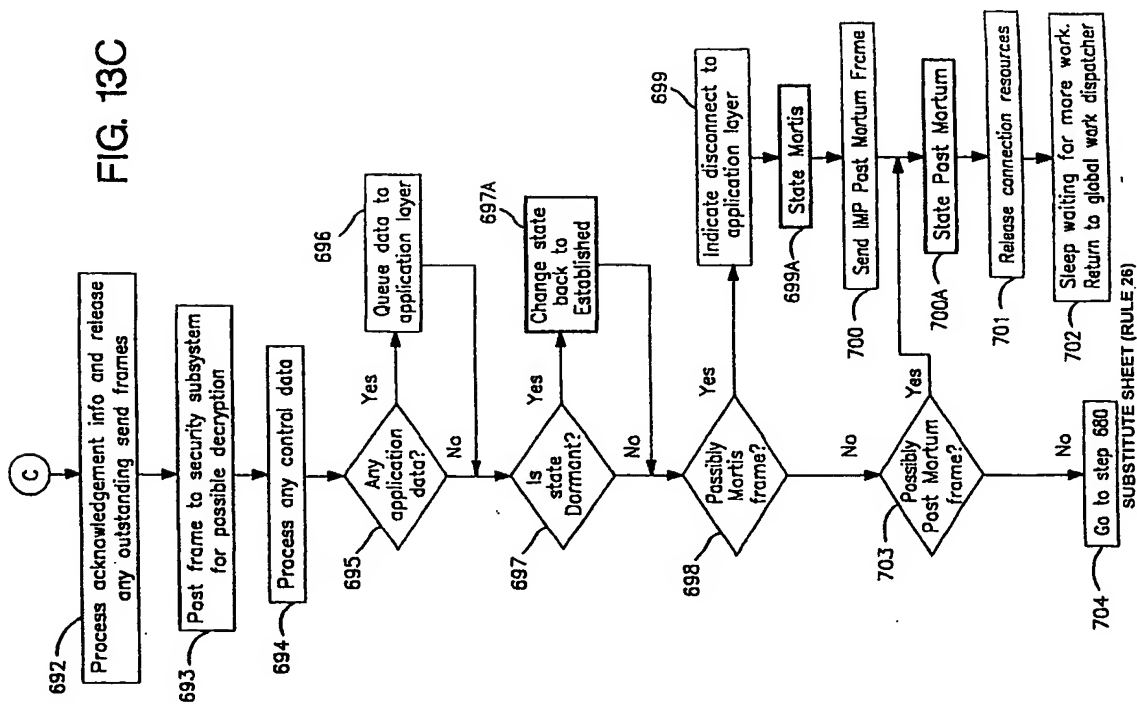 FIG. 13C
C
692
Process acknowledgement info and release
any outstanding send frames
693
Post frame to security subsystem
for possible decryption
694
Process any control data
695
Any
application
data?
Yes
No
696
Queue data to
application layer
697
Is
state
Dormant?
Yes
No
697A
Change state
back to
Established
698
Possibly
Mortis
frame?
Yes
No
699
Indicate disconnect to
application layer
699A
State Mortis
700
Send IMP Post Mortum Frame
700A
State Post Mortum
701
Release connection resources
702
Sleep waiting for more work.
Return to global work dispatcher
703
Possibly
Post Mortum
frame?
Yes
No
704
Go to step 680
SUBSTITUTE SHEET (RULE 26)